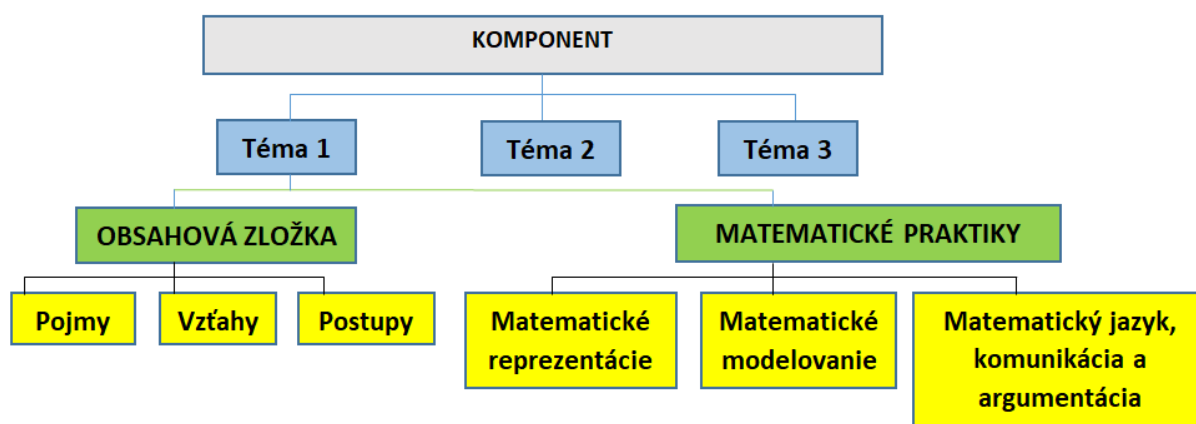 KOMPONENT
Téma 1
Téma 2
Téma 3
OBSAHOVÁ ZLOŽKA
MATEMATICKÉ PRAKTIKY
Pojmy
Vzťahy
Postupy
Matematické
reprezentácie
Matematické
modelovanie
Matematický jazyk,
komunikácia a
argumentácia